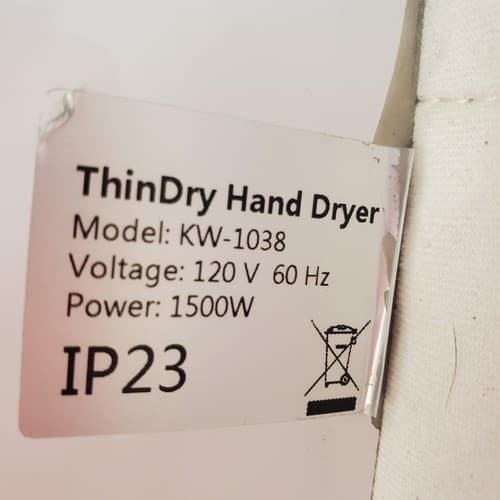 ThinDry Hand Dryer
Model: KW-1038
Voltage: 120 V 60 Hz
Power: 1500W
IP23